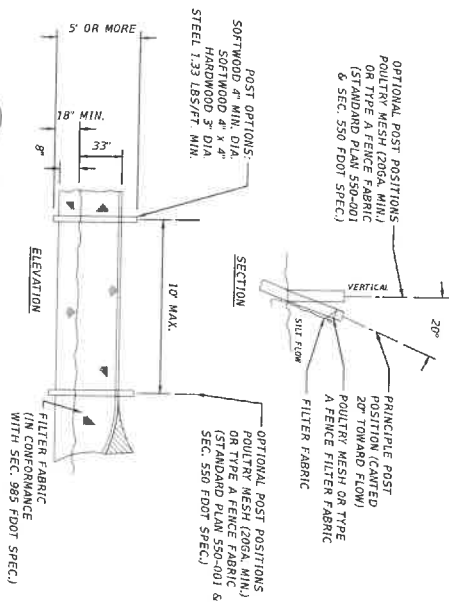 OPTIONAL POST POSITIONS
POULTRY MESH (20GA. MIN.)
OR TYPE A FENCE FABRIC
(STANDARD PLAN 550-001
& SEC. 550 FDOT SPEC.)
VERTICAL
20°
PRINCIPLE POST
POSITION (CANTED
20° TOWARD FLOW)
POULTRY MESH OR TYPE
A FENCE FILTER FABRIC
FILTER FABRIC
SILT FLOW
SECTION
POST OPTIONS:
SOFTWOOD 4" MIN. DIA.
SOFTWOOD 4" x 4"
HARDWOOD 3" DIA.
STEEL 1.33 LBS/FT. MIN.
5' OR MORE
18" MIN.
33"
8"
10' MAX.
OPTIONAL POST POSITIONS
POULTRY MESH (20GA. MIN.)
OR TYPE A FENCE FABRIC
(STANDARD PLAN 550-001 &
SEC. 550 FDOT SPEC.)
FILTER FABRIC
(IN CONFORMANCE
WITH SEC. 985 FDOT SPEC.)
ELEVATION